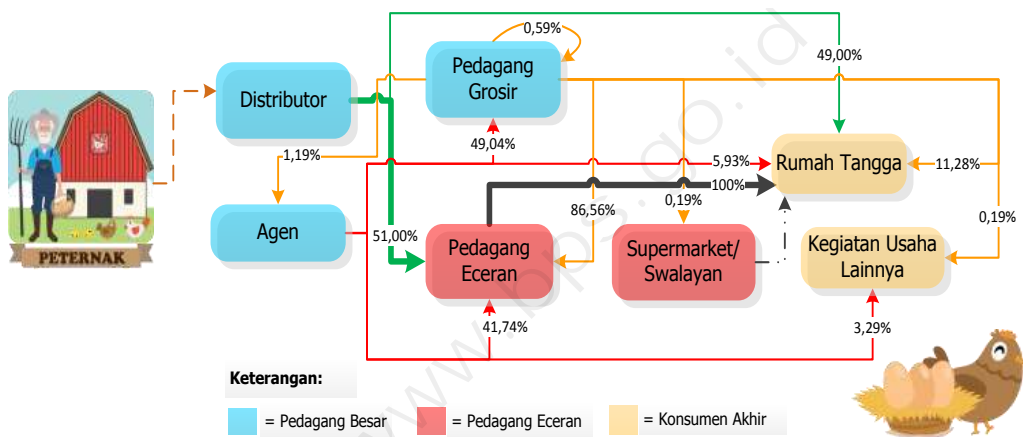 0,59%
Pedagang
Grosir
49,00%
Distributor
1,19%
49,04%
5,93%
Rumah Tangga
11,28%
100%
86,56%
0,19%
0,19%
Agen
51,00%
Pedagang
Eceran
Supermarket/
Swalayan
Kegiatan Usaha
Lainnya
PETERNAK
41,74%
3,29%
Keterangan:
= Pedagang Besar
= Pedagang Eceran
= Konsumen Akhir
www.bps.go.id